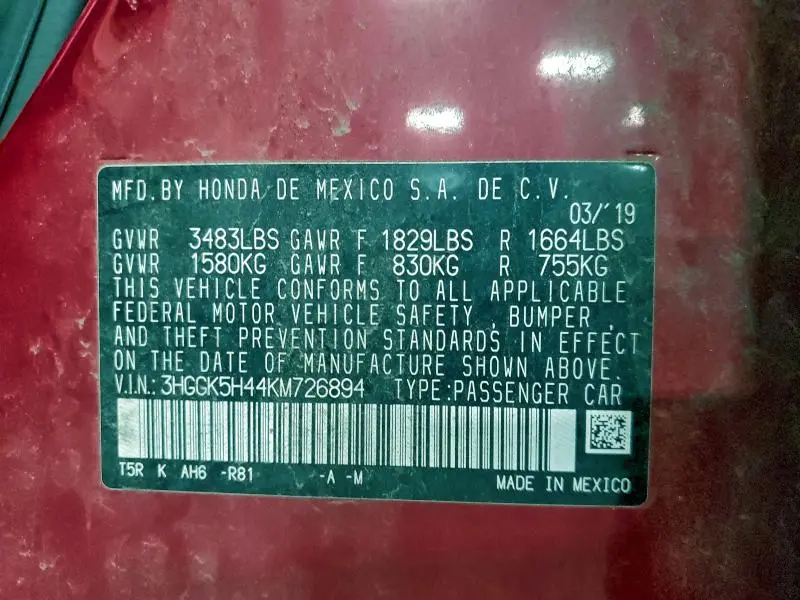 MFD. BY HONDA DE MEXICO S.A. DE C.V.
03/'19
GVWR 3483LBS GAWR F 1829LBS R 1664LBS
GVWR 1580KG GAWR F 830KG R 755KG
THIS VEHICLE CONFORMS TO ALL APPLICABLE
FEDERAL MOTOR VEHICLE SAFETY , BUMPER ,
AND THEFT PREVENTION STANDARDS IN EFFECT
ON THE DATE OF MANUFACTURE SHOWN ABOVE.
V.I.N.: 3HGGK5H44KM726894 TYPE:PASSENGER CAR
T5R K AH6 -R81 -A -M
MADE IN MEXICO